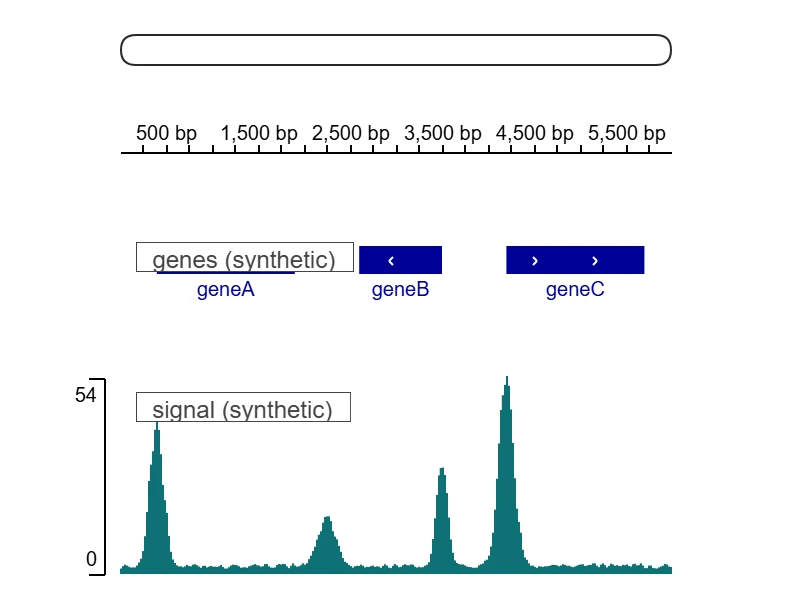 500 bp 1,500 bp 2,500 bp 3,500 bp 4,500 bp 5,500 bp
genes (synthetic)
geneA geneB geneC
54
signal (synthetic)
0